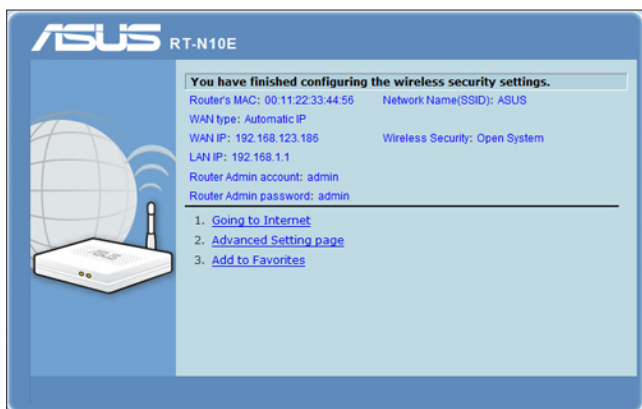 ASUS RT-N10E
You have finished configuring the wireless security settings.
Router's MAC: 00:11:22:33:44:56 Network Name(SSID): ASUS
WAN type: Automatic IP
WAN IP: 192.168.123.186 Wireless Security: Open System
LAN IP: 192.168.1.1
Router Admin account: admin
Router Admin password: admin
1. Going to Internet
2. Advanced Setting page
3. Add to Favorites
ASUS